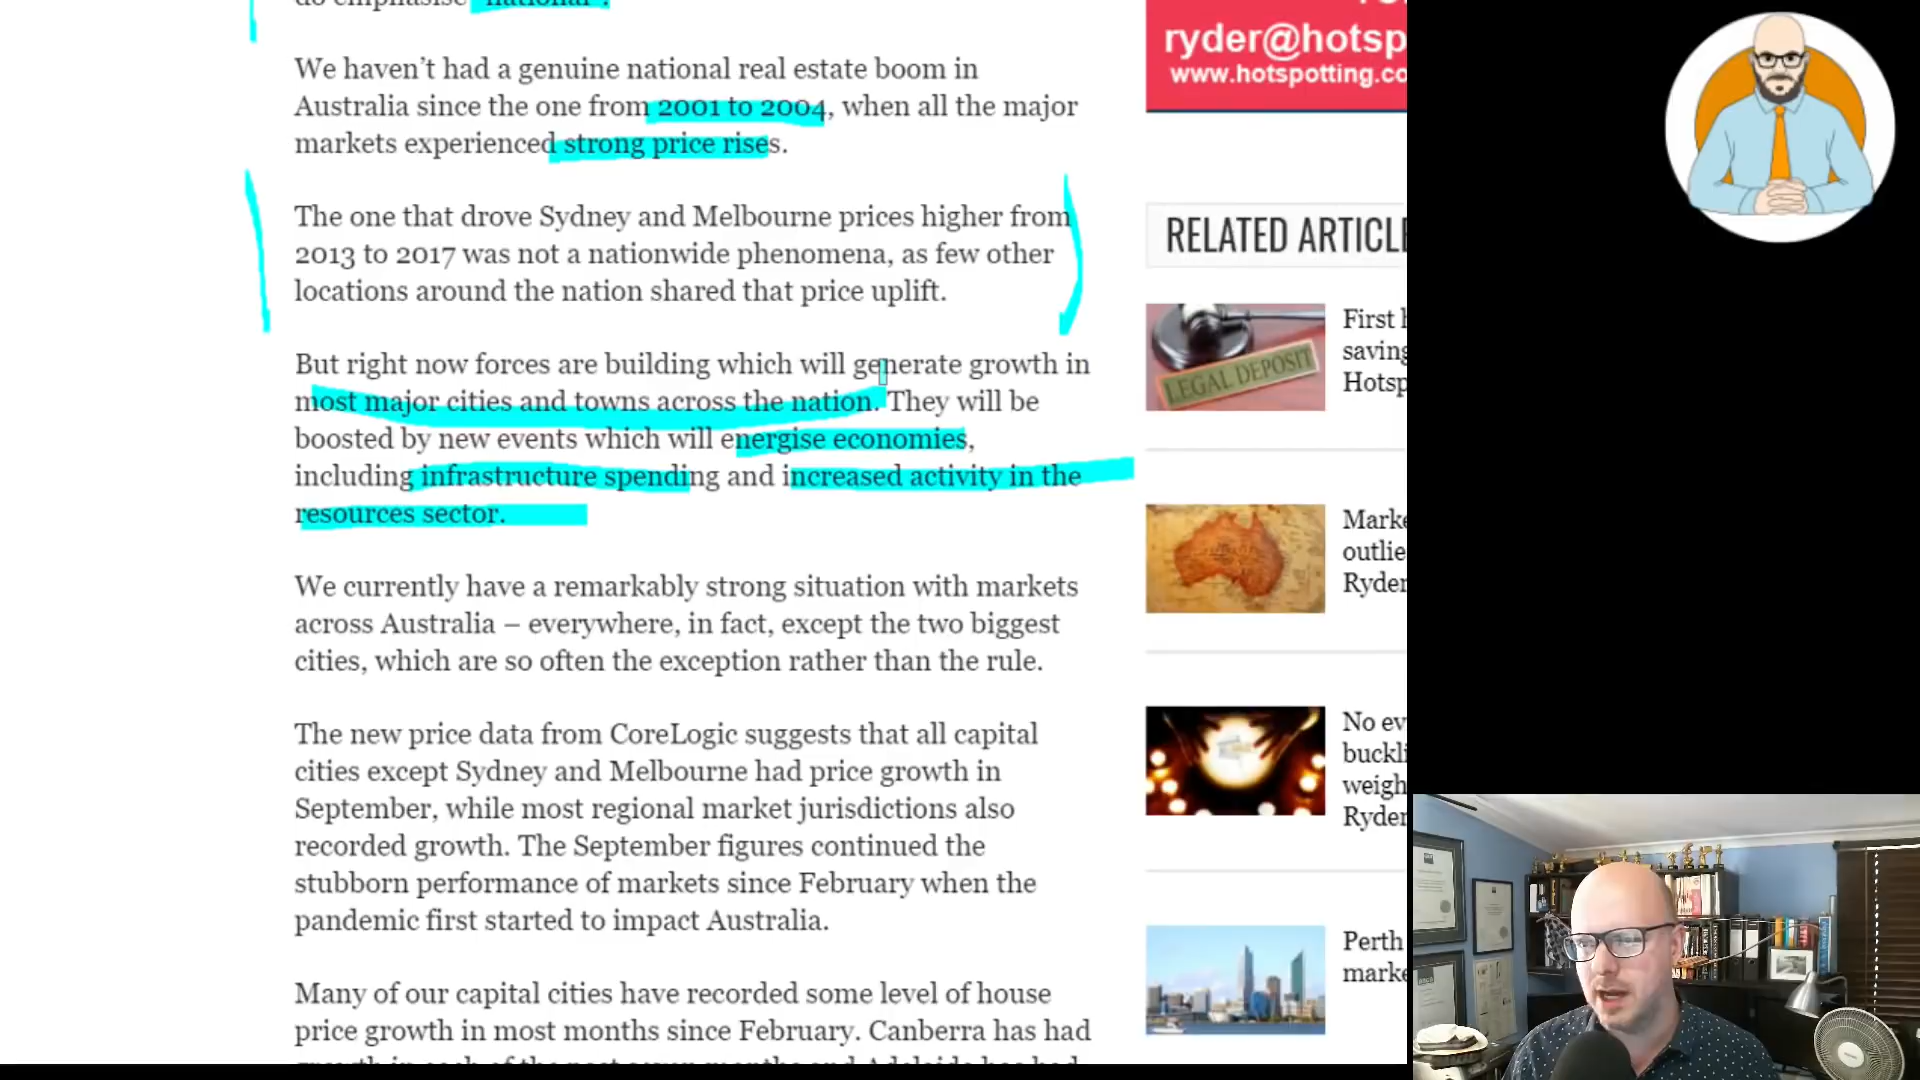 We haven’t had a genuine national real estate boom in
Australia since the one from 2001 to 2004, when all the major
markets experienced strong price rises.
The one that drove Sydney and Melbourne prices higher from
2013 to 2017 was not a nationwide phenomena, as few other
locations around the nation shared that price uplift.
But right now forces are building which will generate growth in
most major cities and towns across the nation. They will be
boosted by new events which will energise economies,
including infrastructure spending and increased activity in the
resources sector.
We currently have a remarkably strong situation with markets
across Australia – everywhere, in fact, except the two biggest
cities, which are so often the exception rather than the rule.
The new price data from CoreLogic suggests that all capital
cities except Sydney and Melbourne had price growth in
September, while most regional market jurisdictions also
recorded growth. The September figures continued the
stubborn performance of markets since February when the
pandemic first started to impact Australia.
Many of our capital cities have recorded some level of house
price growth in most months since February. Canberra has had
ryder@hotsp
www.hotspotting.co
RELATED ARTICLE
First h
saving
Hotsp
LEGAL DEPOSIT
Marke
outlie
Ryder
No ev
buckli
weigh
Ryder
Perth
marke